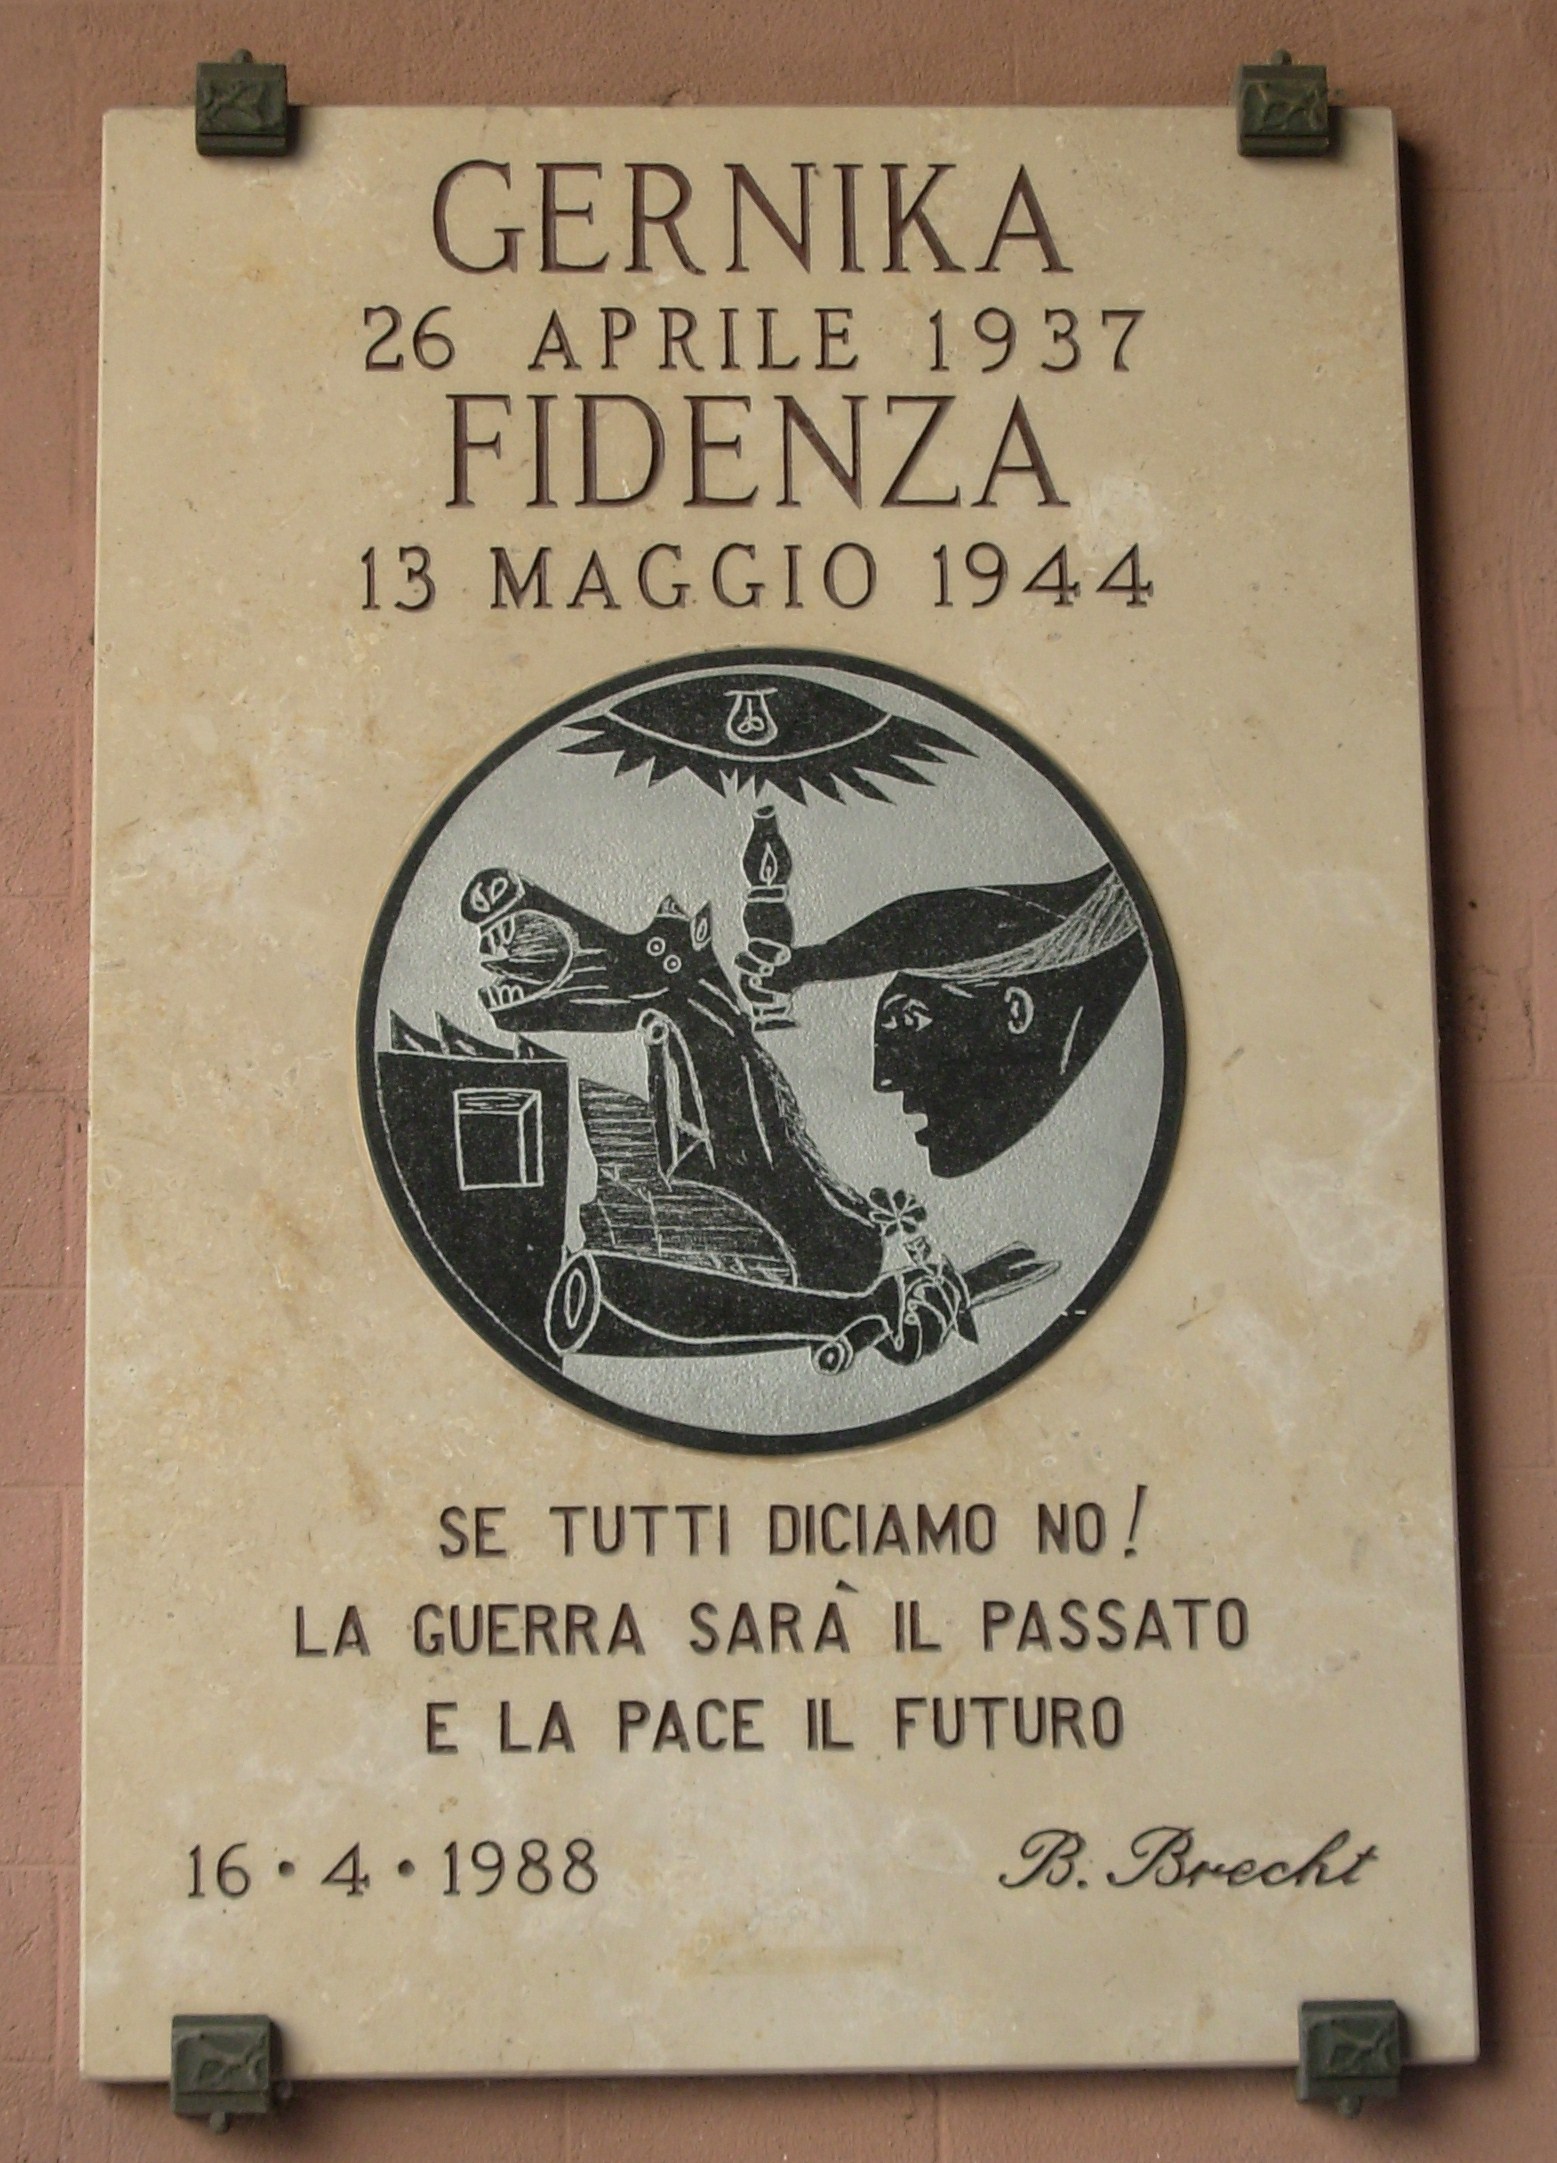 GERNIKA
26 APRILE 1937
FIDENZA
13 MAGGIO 1944
SE TUTTI DICIAMO NO!
LA GUERRA SARÀ IL PASSATO
E LA PACE IL FUTURO
16·4·1988 B. Brecht